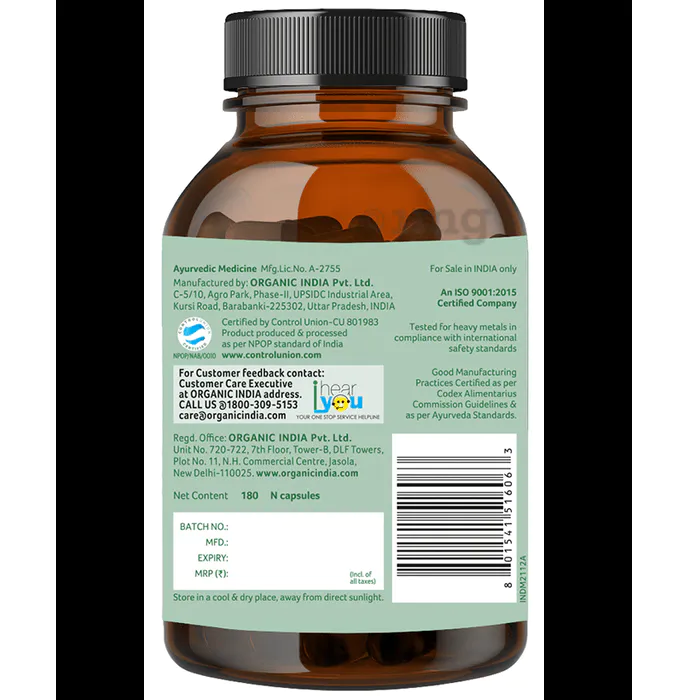 Ayurvedic Medicine Mfg.Lic.No. A-2755
Manufactured by: ORGANIC INDIA Pvt. Ltd.
C-5/10, Agro Park, Phase-II, UPSIDC Industrial Area,
Kursi Road, Barabanki-225302, Uttar Pradesh, INDIA
CERTIFIED
NPOP/NAB/0010
Certified by Control Union-CU 801983
Product produced & processed
as per NPOP standard of India
www.controlunion.com
For Customer feedback contact:
Customer Care Executive
at ORGANIC INDIA address.
CALL US @1800-309-5153
care@organicindia.com
i hear
you
YOUR ONE STOP SERVICE HELPLINE
Regd. Office: ORGANIC INDIA Pvt. Ltd.
Unit No. 720-722, 7th Floor, Tower-B, DLF Towers,
Plot No. 11, N.H. Commercial Centre, Jasola,
New Delhi-110025. www.organicindia.com
Net Content 180 N capsules
BATCH NO.:
MFD.:
EXPIRY:
MRP (₹):
(Incl. of
all taxes)
Store in a cool & dry place, away from direct sunlight.
For Sale in INDIA only
An ISO 9001:2015
Certified Company
Tested for heavy metals in
compliance with international
safety standards
Good Manufacturing
Practices Certified as per
Codex Alimentarius
Commission Guidelines &
as per Ayurveda Standards.
8 01541 51606 3
INDM2112A